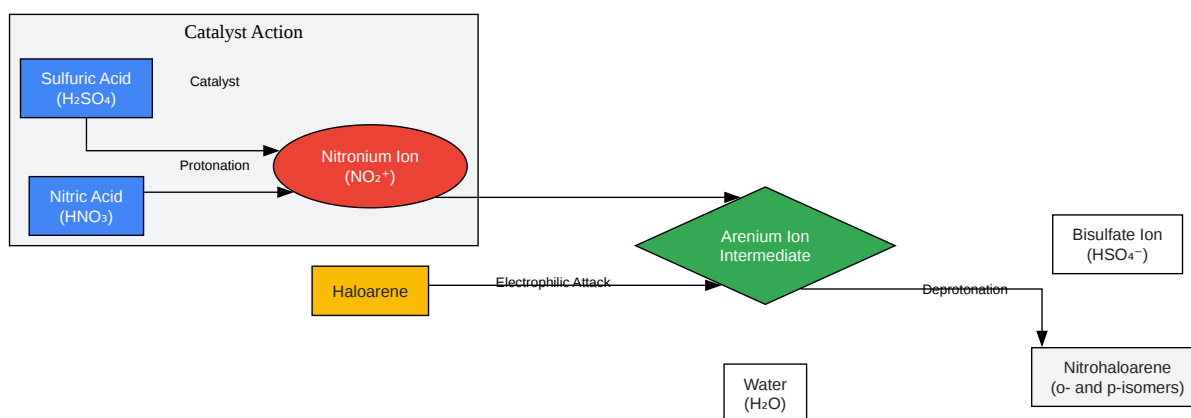 Catalyst Action
Sulfuric Acid
(H₂SO₄)
Catalyst
Protonation
Nitric Acid
(HNO₃)
Nitronium Ion
(NO₂⁺)
Arenium Ion
Intermediate
Haloarene
Electrophilic Attack
Bisulfate Ion
(HSO₄⁻)
Deprotonation
Nitrohaloarene
(o- and p-isomers)
Water
(H₂O)